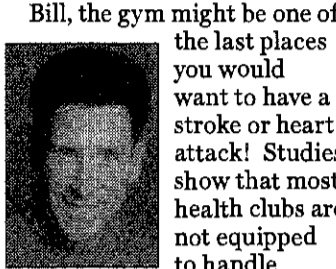 Bill, the gym might be one of
the last places
you would
want to have a
stroke or heart
attack! Studies
show that most
health clubs are
not equipped
to handle